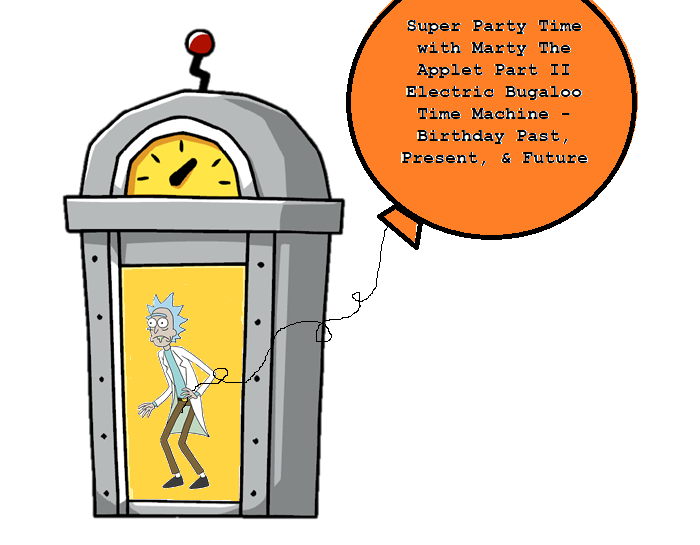 Super Party Time
with Marty The
Applet Part II
Electric Bugaloo
Time Machine -
Birthday Past,
Present, & Future